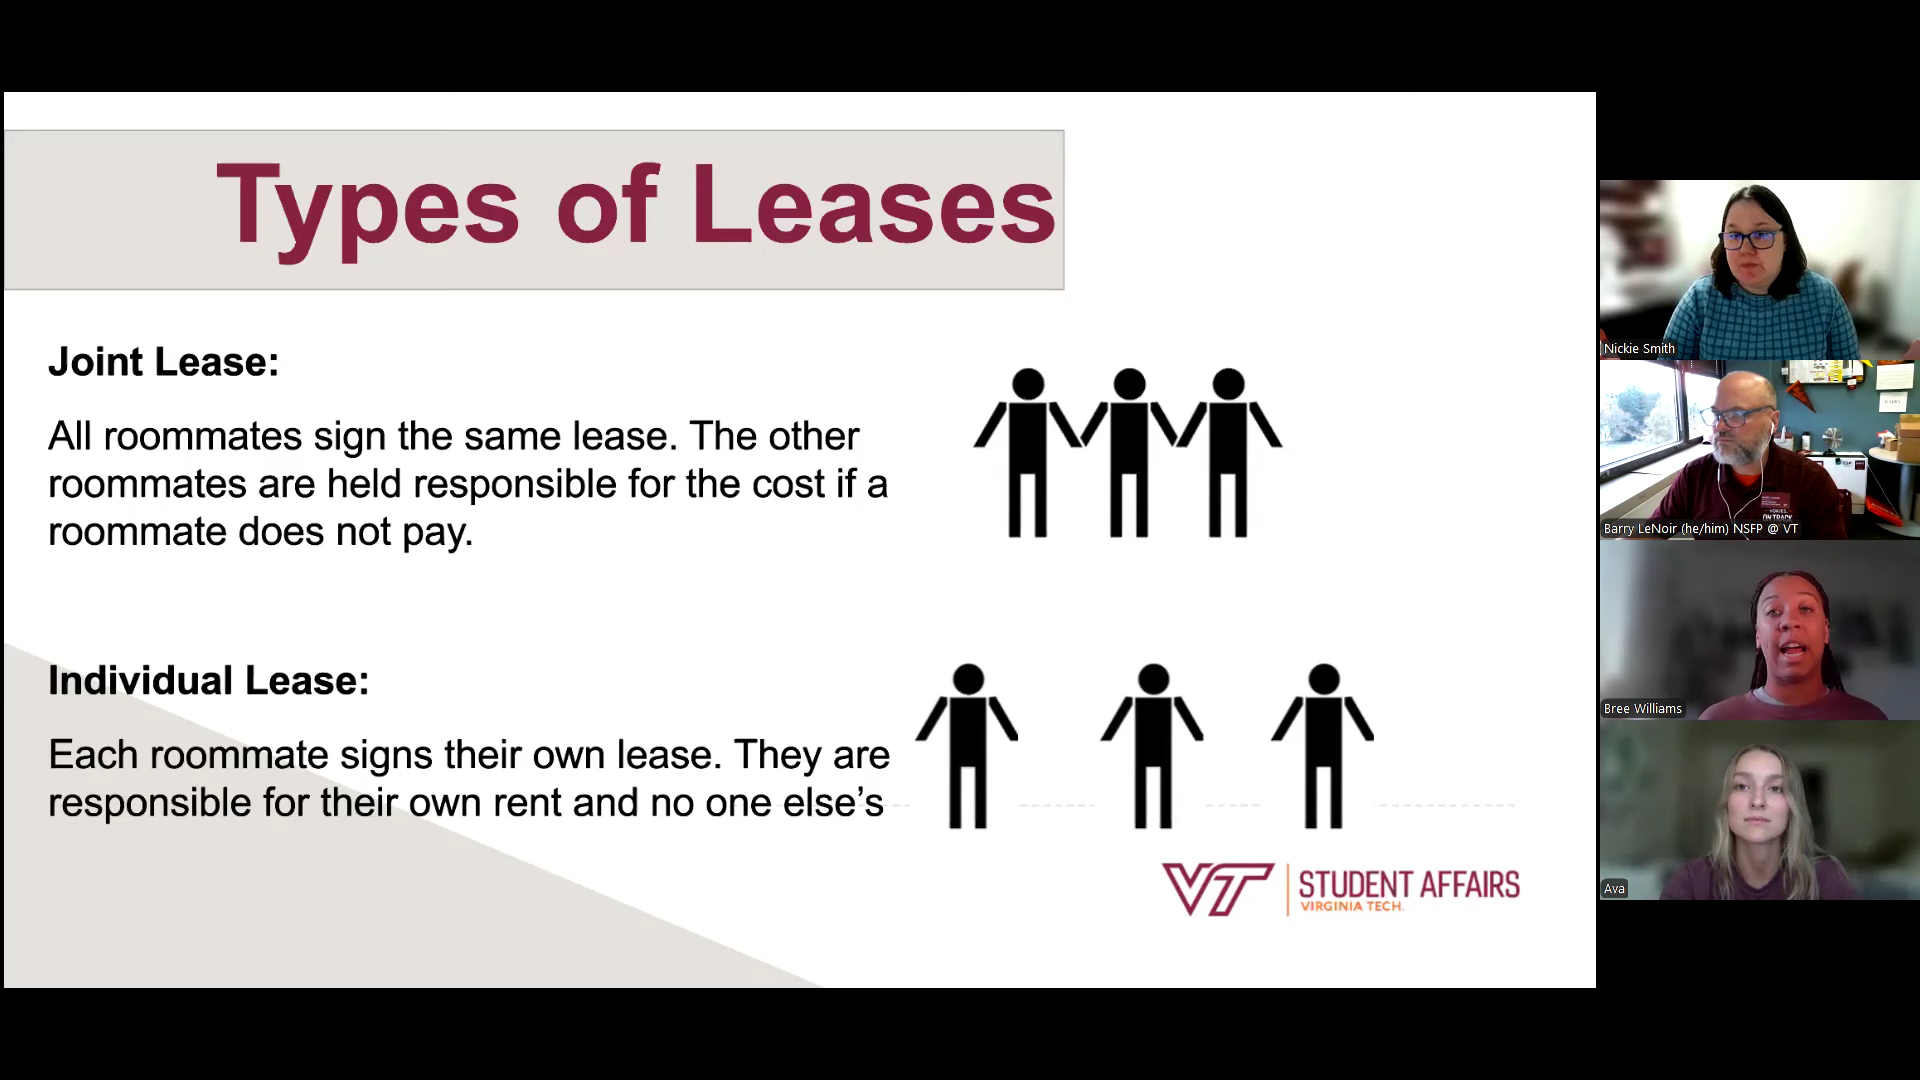 Types of Leases
Joint Lease:
All roommates sign the same lease. The other
roommates are held responsible for the cost if a
roommate does not pay.
Individual Lease:
Each roommate signs their own lease. They are
responsible for their own rent and no one else’s
VT STUDENT AFFAIRS
VIRGINIA TECH.
Nickie Smith
HOKIES
ON TRACK
Barry LeNoir (he/him) NSFP @ VT
Bree Williams
Ava